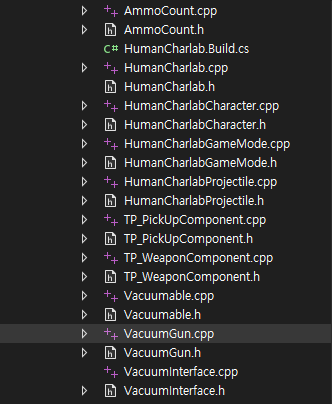 AmmoCount.cpp
AmmoCount.h
HumanCharlab.Build.cs
HumanCharlab.cpp
HumanCharlab.h
HumanCharlabCharacter.cpp
HumanCharlabCharacter.h
HumanCharlabGameMode.cpp
HumanCharlabGameMode.h
HumanCharlabProjectile.cpp
HumanCharlabProjectile.h
TP_PickUpComponent.cpp
TP_PickUpComponent.h
TP_WeaponComponent.cpp
TP_WeaponComponent.h
Vacuumable.cpp
Vacuumable.h
VacuumGun.cpp
VacuumGun.h
VacuumInterface.cpp
VacuumInterface.h